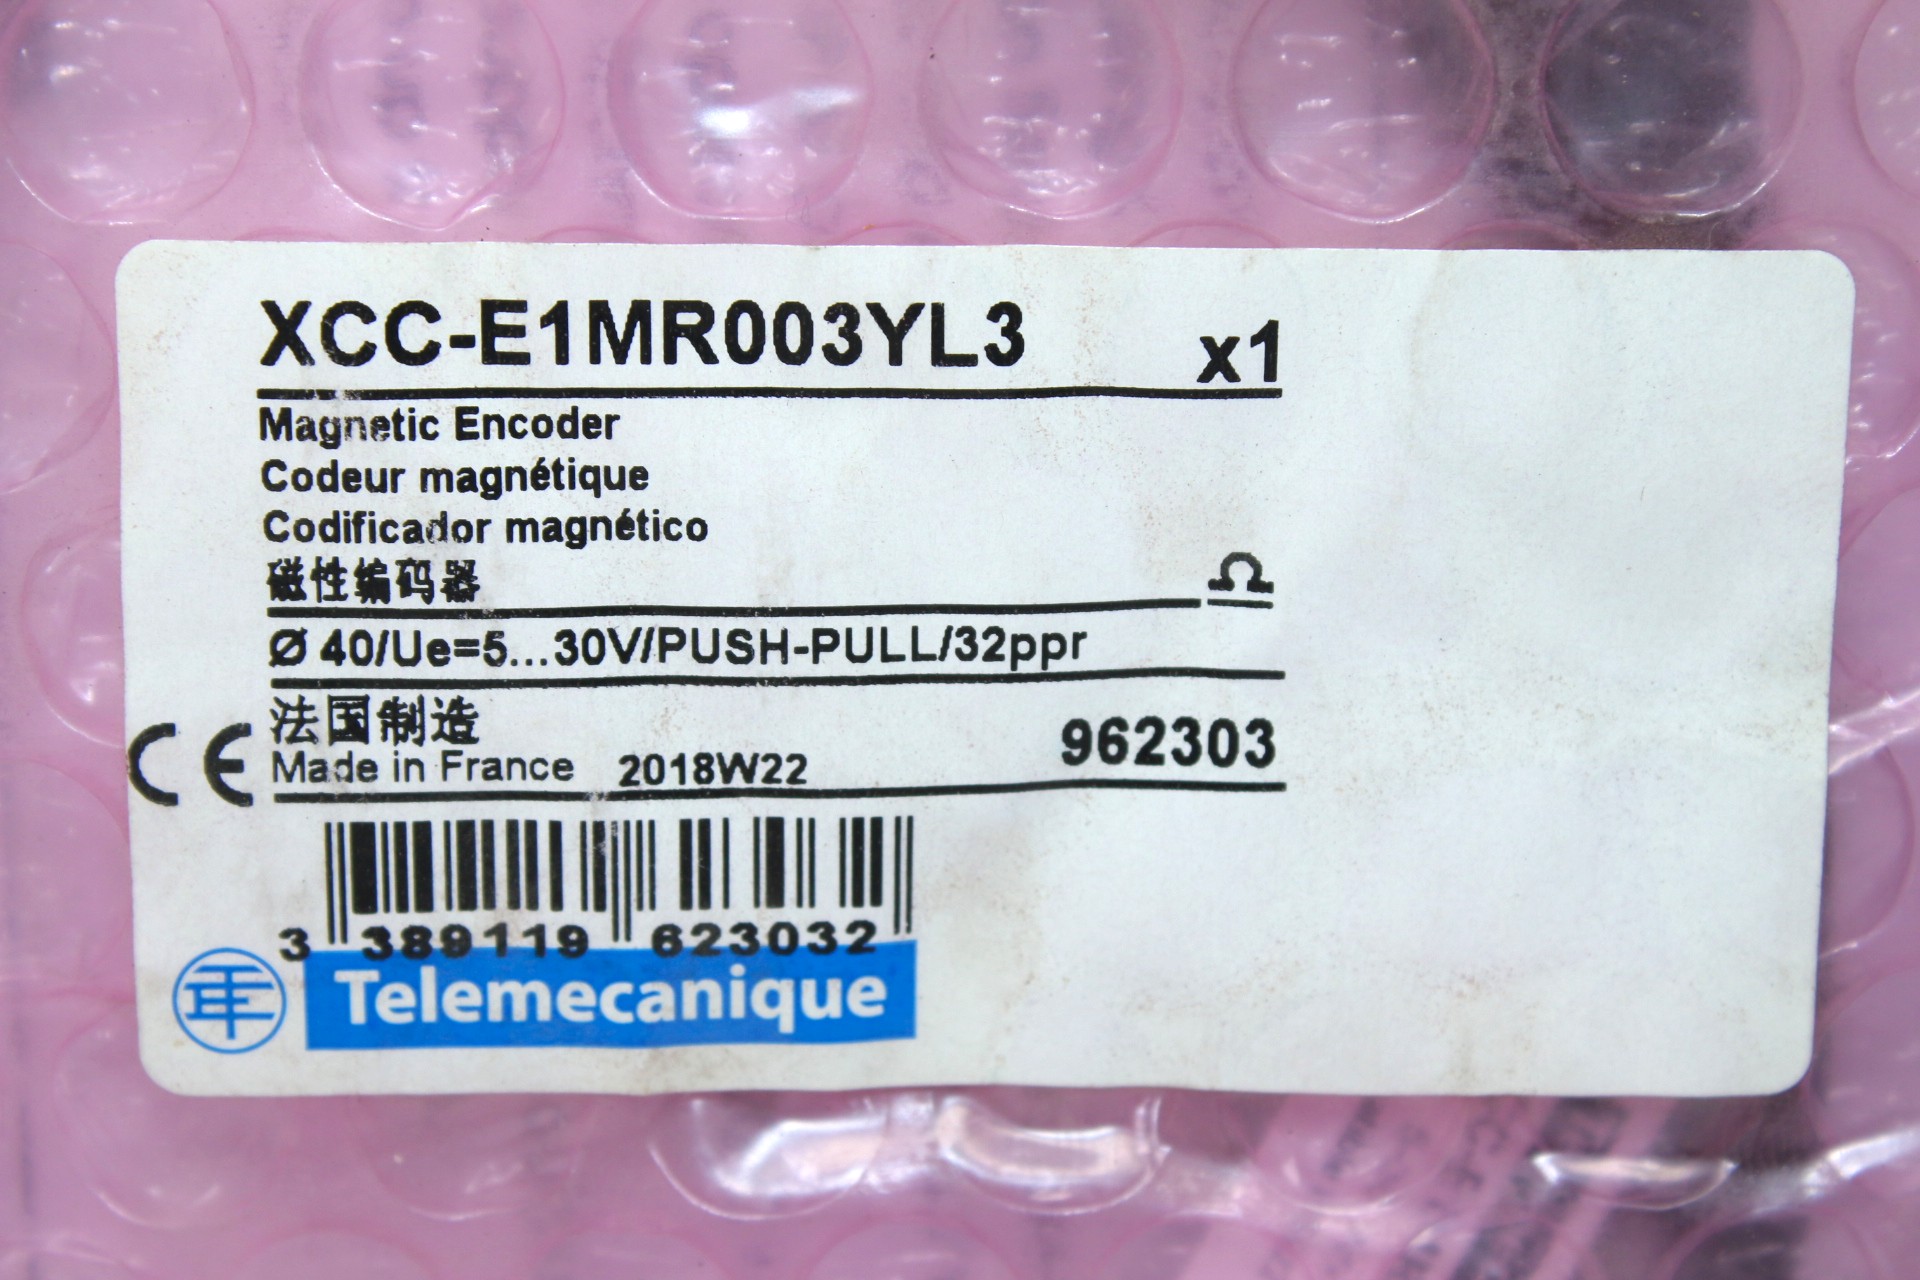 XCC-E1MR003YL3 x1
Magnetic Encoder
Codeur magnétique
Codificador magnético
磁性编码器
Ø 40/Ue=5...30V/PUSH-PULL/32ppr
法国制造
Made in France 2018W22 962303
CE
3 389119 623032
Telemecanique